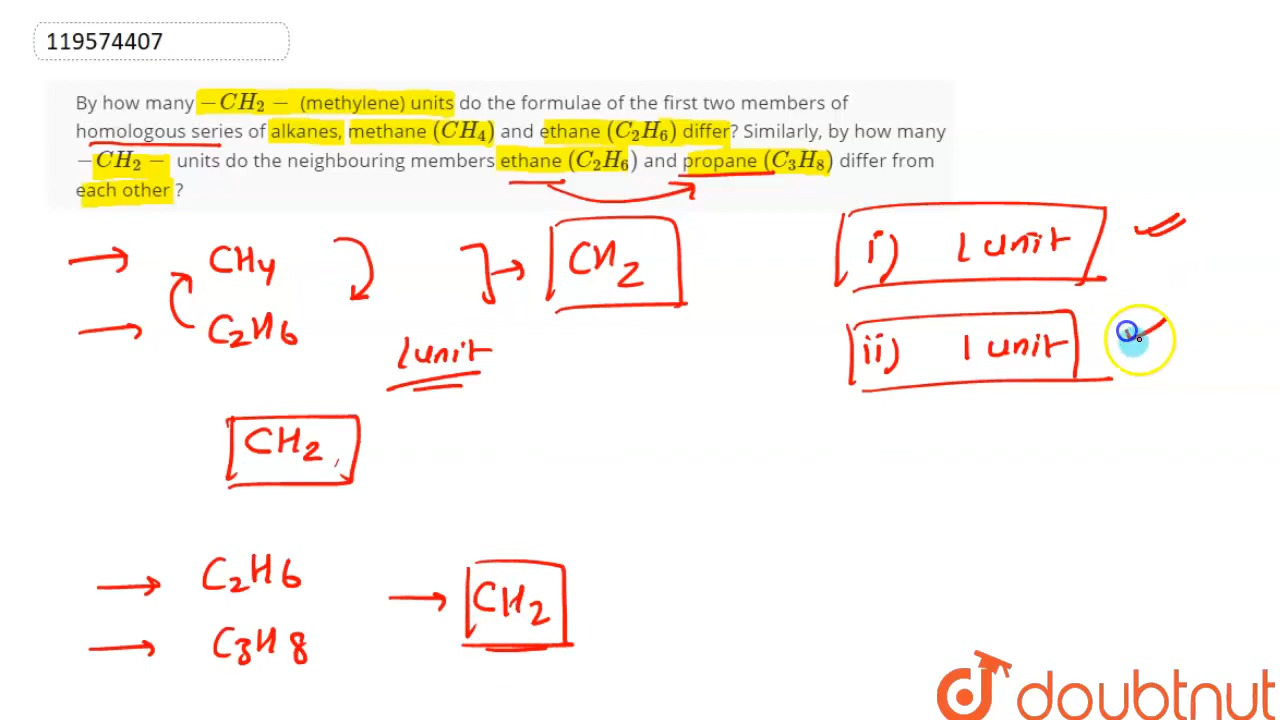 119574407
By how many −CH₂− (methylene) units do the formulae of the first two members of
homologous series of alkanes, methane (CH₄) and ethane (C₂H₆) differ? Similarly, by how many
−CH₂− units do the neighbouring members ethane (C₂H₆) and propane (C₃H₈) differ from
each other ?
CH4
C2H6
CH2
1 unit
i) 1 unit
ii) 1 unit
CH2
C2H6
C3H8
CH2
doubtnut